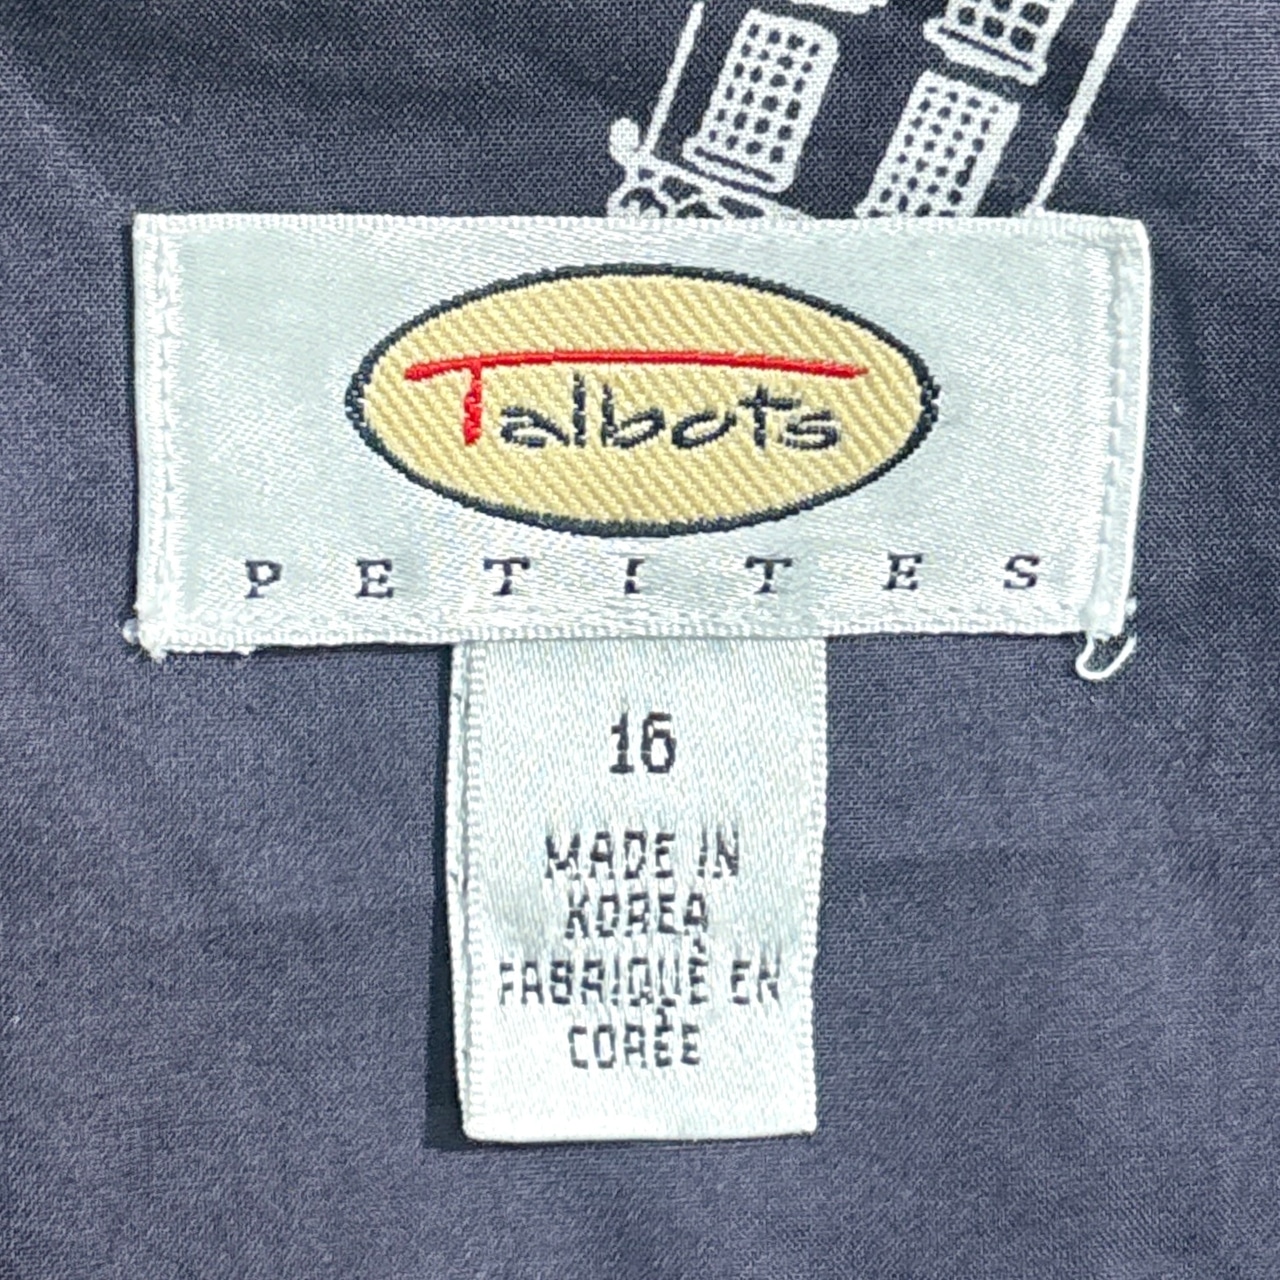 Talbots
PETITES
16
MADE IN
KOREA
FABRIQUÉ EN
CORÉE